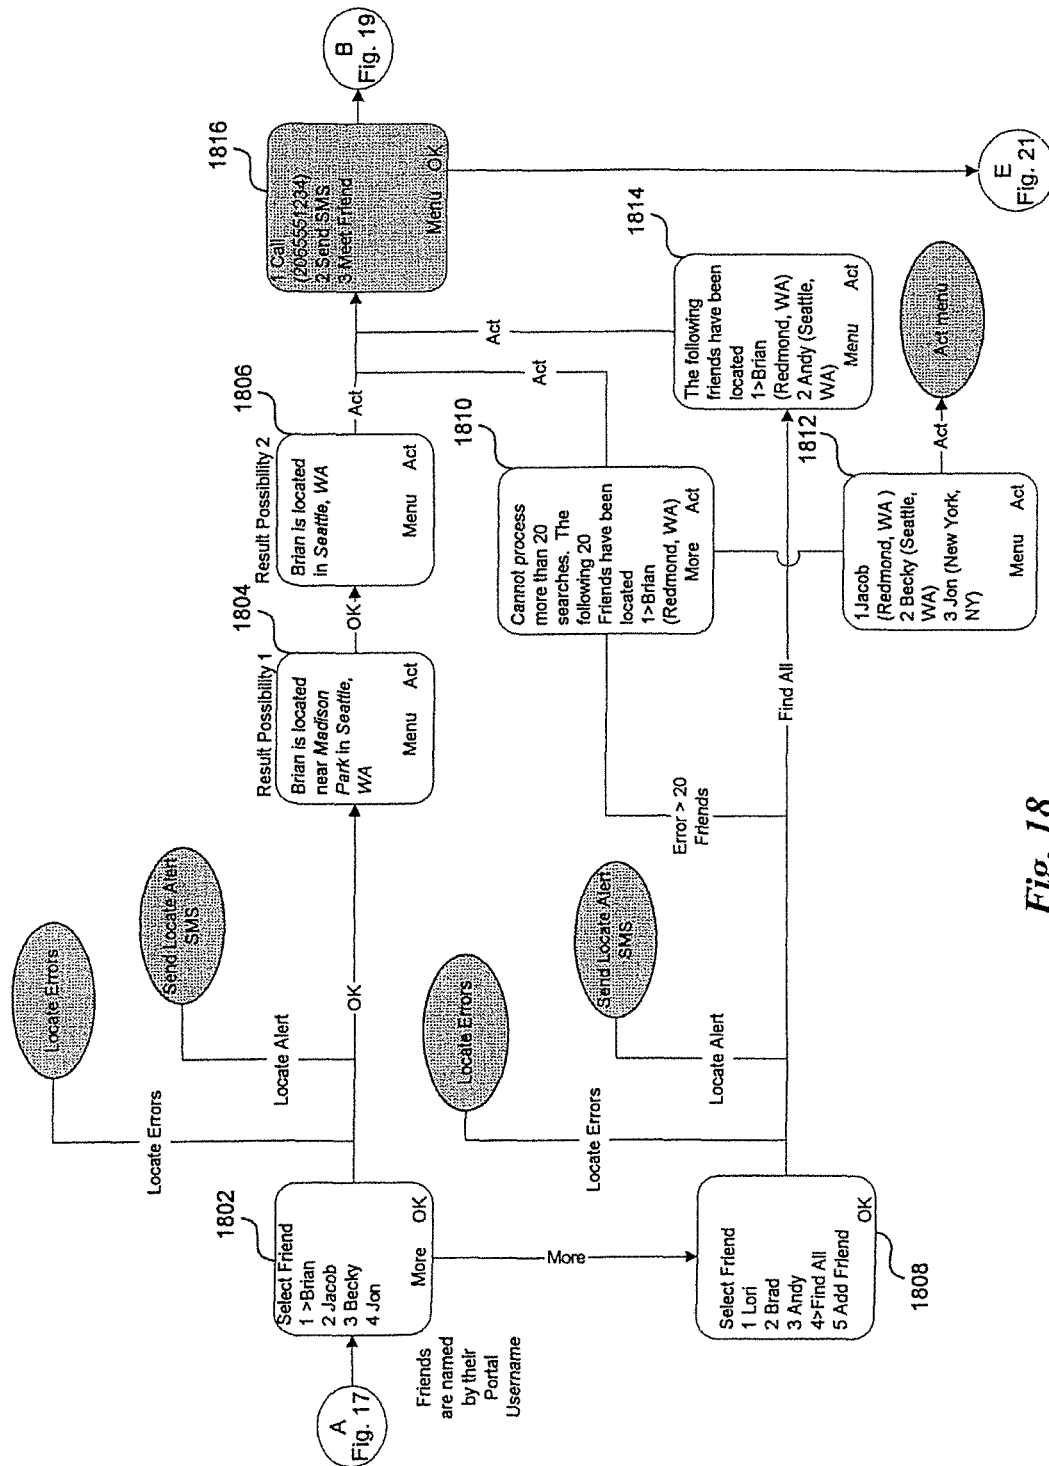 A
Fig. 17
Friends
are named
by their
Portal
Username
1802
Select Friend
1 >Brian
2 Jacob
3 Becky
4 Jon
More OK
Locate Errors
Locate Errors
Locate Alert
Send Locate Alert
SMS
OK
1804
Result Possibility 1
Brian is located
near Madison
Park in Seattle,
WA
Menu Act
OK
1806
Result Possibility 2
Brian is located
in Seattle, WA
Menu Act
Act
1816
1 Call
(2065551234)
2 Send SMS
3 Meet Friend
Menu OK
B
Fig. 19
More
Select Friend
1 Lori
2 Brad
3 Andy
4>Find All
5 Add Friend
OK
1808
Locate Errors
Locate Errors
Locate Alert
Send Locate Alert
SMS
Error > 20
Friends
Find All
1810
Cannot process
more than 20
searches. The
following 20
Friends have been
located
1>Brian
(Redmond, WA)
More Act
Act
Act
1812
1Jacob
(Redmond, WA )
2 Becky (Seattle,
WA)
3 Jon (New York,
NY)
Menu Act
Act
Act menu
1814
The following
friends have been
located
1>Brian
(Redmond, WA)
2 Andy (Seattle,
WA)
Menu Act
E
Fig. 21
Fig. 18